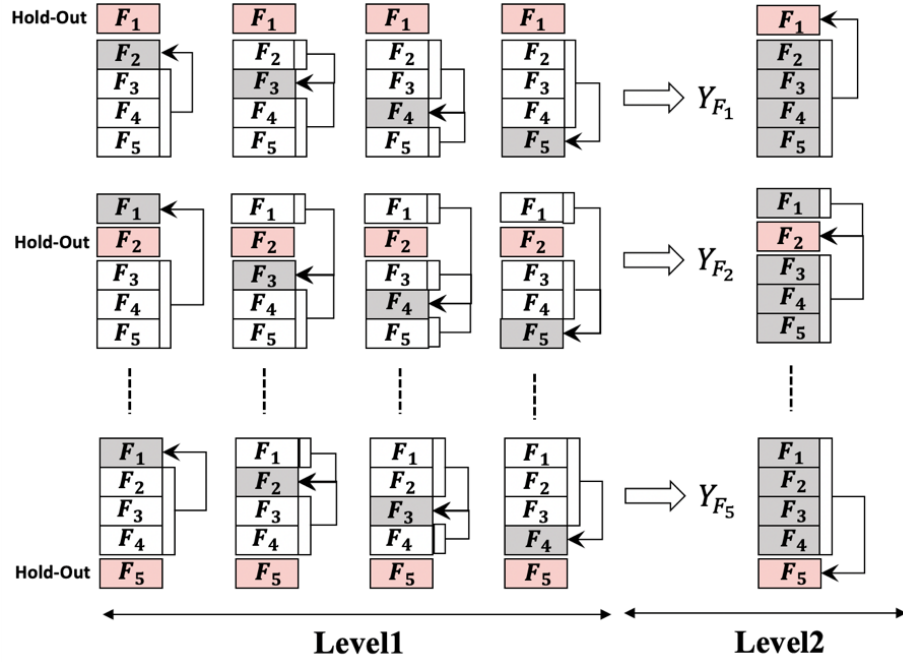 Hold-Out F₁ F₁ F₁ F₁ F₁
F₂ F₂ F₂ F₂ F₂
F₃ F₃ F₃ F₃ Y_F₁ F₃
F₄ F₄ F₄ F₄ F₄
F₅ F₅ F₅ F₅ F₅
F₁ F₁ F₁ F₁ F₁
Hold-Out F₂ F₂ F₂ F₂ F₂
F₃ F₃ F₃ F₃ Y_F₂ F₃
F₄ F₄ F₄ F₄ F₄
F₅ F₅ F₅ F₅ F₅
F₁ F₁ F₁ F₁ F₁
F₂ F₂ F₂ F₂ F₂
F₃ F₃ F₃ F₃ Y_F₅ F₃
F₄ F₄ F₄ F₄ F₄
Hold-Out F₅ F₅ F₅ F₅ F₅
Level1 Level2